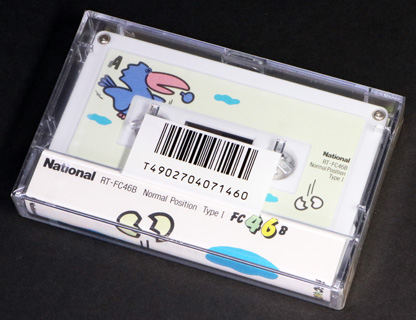 A
National
RT-FC46B
Normal Position
Type I
T4902704071460
National RT-FC46B Normal Position Type I FC46B